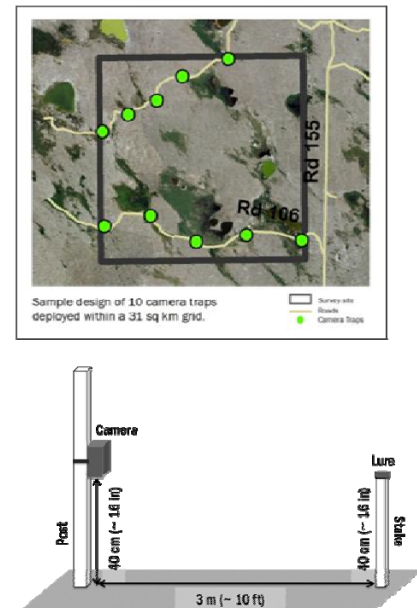 Rd 155
Rd 106
Sample design of 10 camera traps
deployed within a 31 sq km grid.
Survey site
Roads
Camera Traps
Camera
Lure
Post
40 cm (~ 16 in)
40 cm (~ 16 in)
Stake
3 m (~ 10 ft)